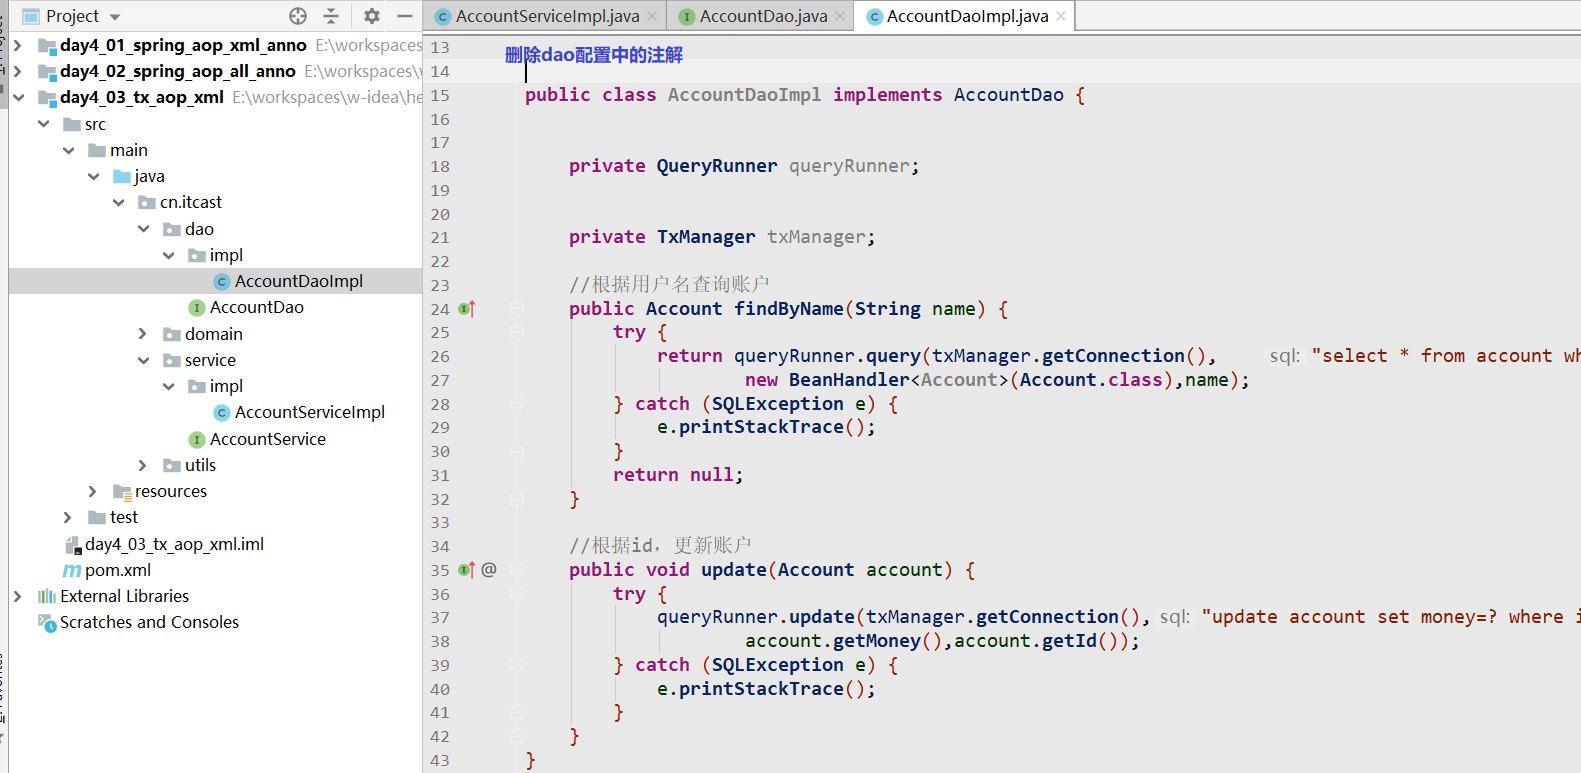 Project
day4_01_spring_aop_xml_anno E:\workspaces
day4_02_spring_aop_all_anno E:\workspaces\
day4_03_tx_aop_xml E:\workspaces\w-idea\he
src
main
java
cn.itcast
dao
impl
AccountDaoImpl
AccountDao
domain
service
impl
AccountServiceImpl
AccountService
utils
resources
test
day4_03_tx_aop_xml.iml
pom.xml
External Libraries
Scratches and Consoles
AccountServiceImpl.java
AccountDao.java
AccountDaoImpl.java
13 删除dao配置中的注解
14
15 public class AccountDaoImpl implements AccountDao {
16
17
18 private QueryRunner queryRunner;
19
20
21 private TxManager txManager;
22
23 //根据用户名查询账户
24 public Account findByName(String name) {
25 try {
26 return queryRunner.query(txManager.getConnection(), sql: "select * from account wh
27 new BeanHandler<Account>(Account.class),name);
28 } catch (SQLException e) {
29 e.printStackTrace();
30 }
31 return null;
32 }
33
34 //根据id，更新账户
35 @ public void update(Account account) {
36 try {
37 queryRunner.update(txManager.getConnection(), sql: "update account set money=? where i
38 account.getMoney(),account.getId());
39 } catch (SQLException e) {
40 e.printStackTrace();
41 }
42 }
43 }